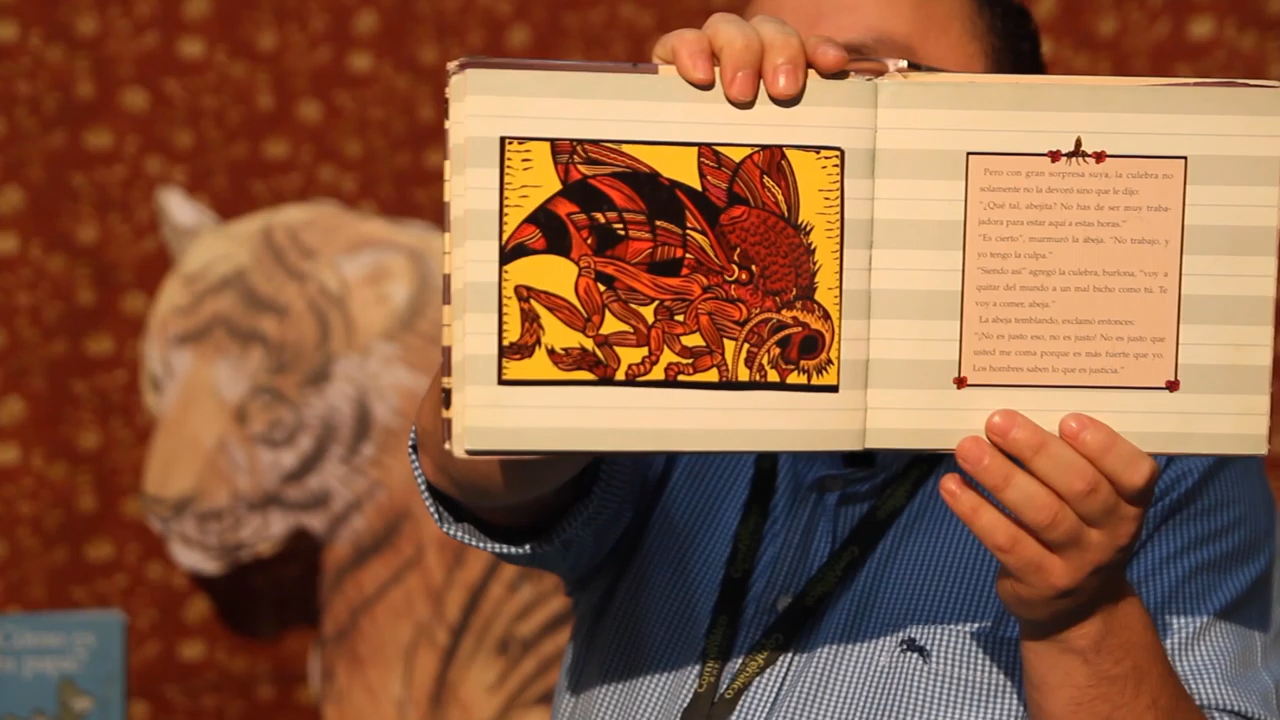 Pero con gran sorpresa suya, la culebra no
solamente no la devoró sino que le dijo:
"¿Qué tal, abejita? No has de ser muy traba-
jadora para estar aquí a estas horas."
"Es cierto", murmuró la abeja. "No trabajo, y
yo tengo la culpa."
"Siendo así" agregó la culebra, burlona, "voy a
quitar del mundo a un mal bicho como tú. Te
voy a comer, abeja."
La abeja temblando, exclamó entonces:
"¡No es justo eso, no es justo! No es justo que
usted me coma porque es más fuerte que yo.
Los hombres saben lo que es justicia."
Comfenalco